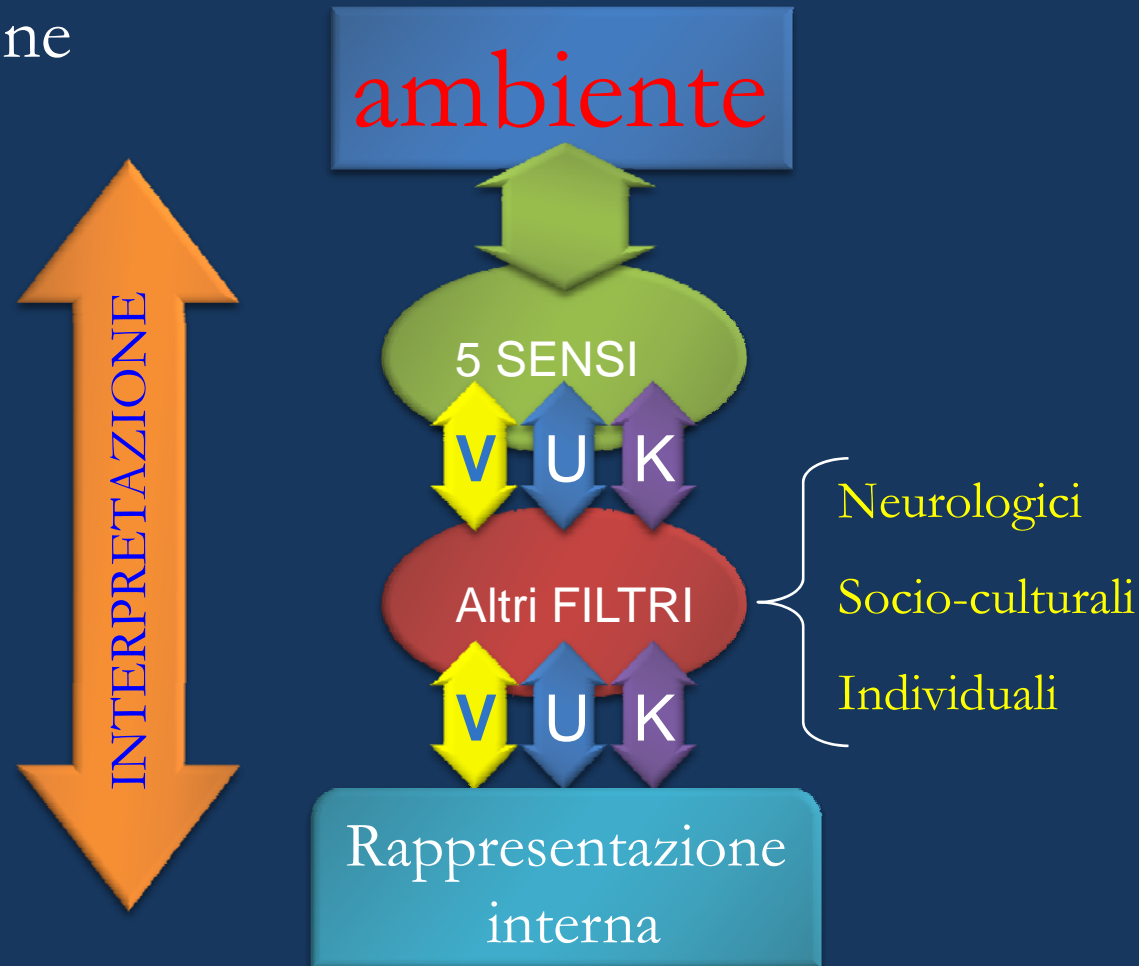 ne
ambiente
INTERPRETAZIONE
5 SENSI
V U K
Altri FILTRI
Neurologici
Socio-culturali
Individuali
V U K
Rappresentazione
interna